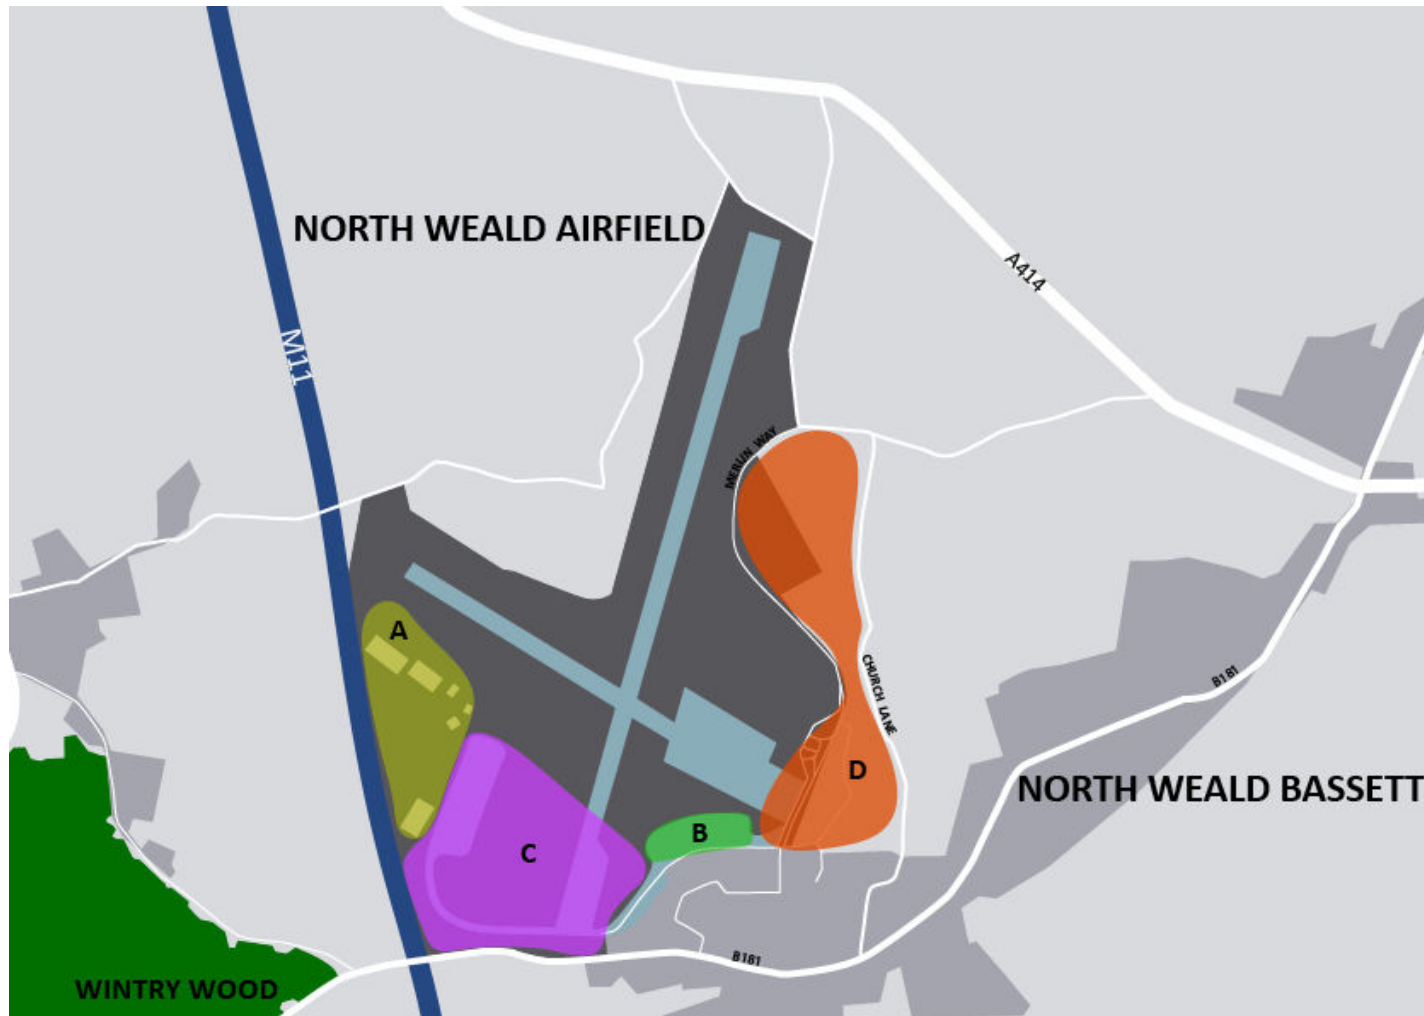 NORTH WEALD AIRFIELD
A414
M11
MERLIN WAY
A
CHURCH LANE
B181
D
NORTH WEALD BASSETT
B
C
B181
WINTRY WOOD